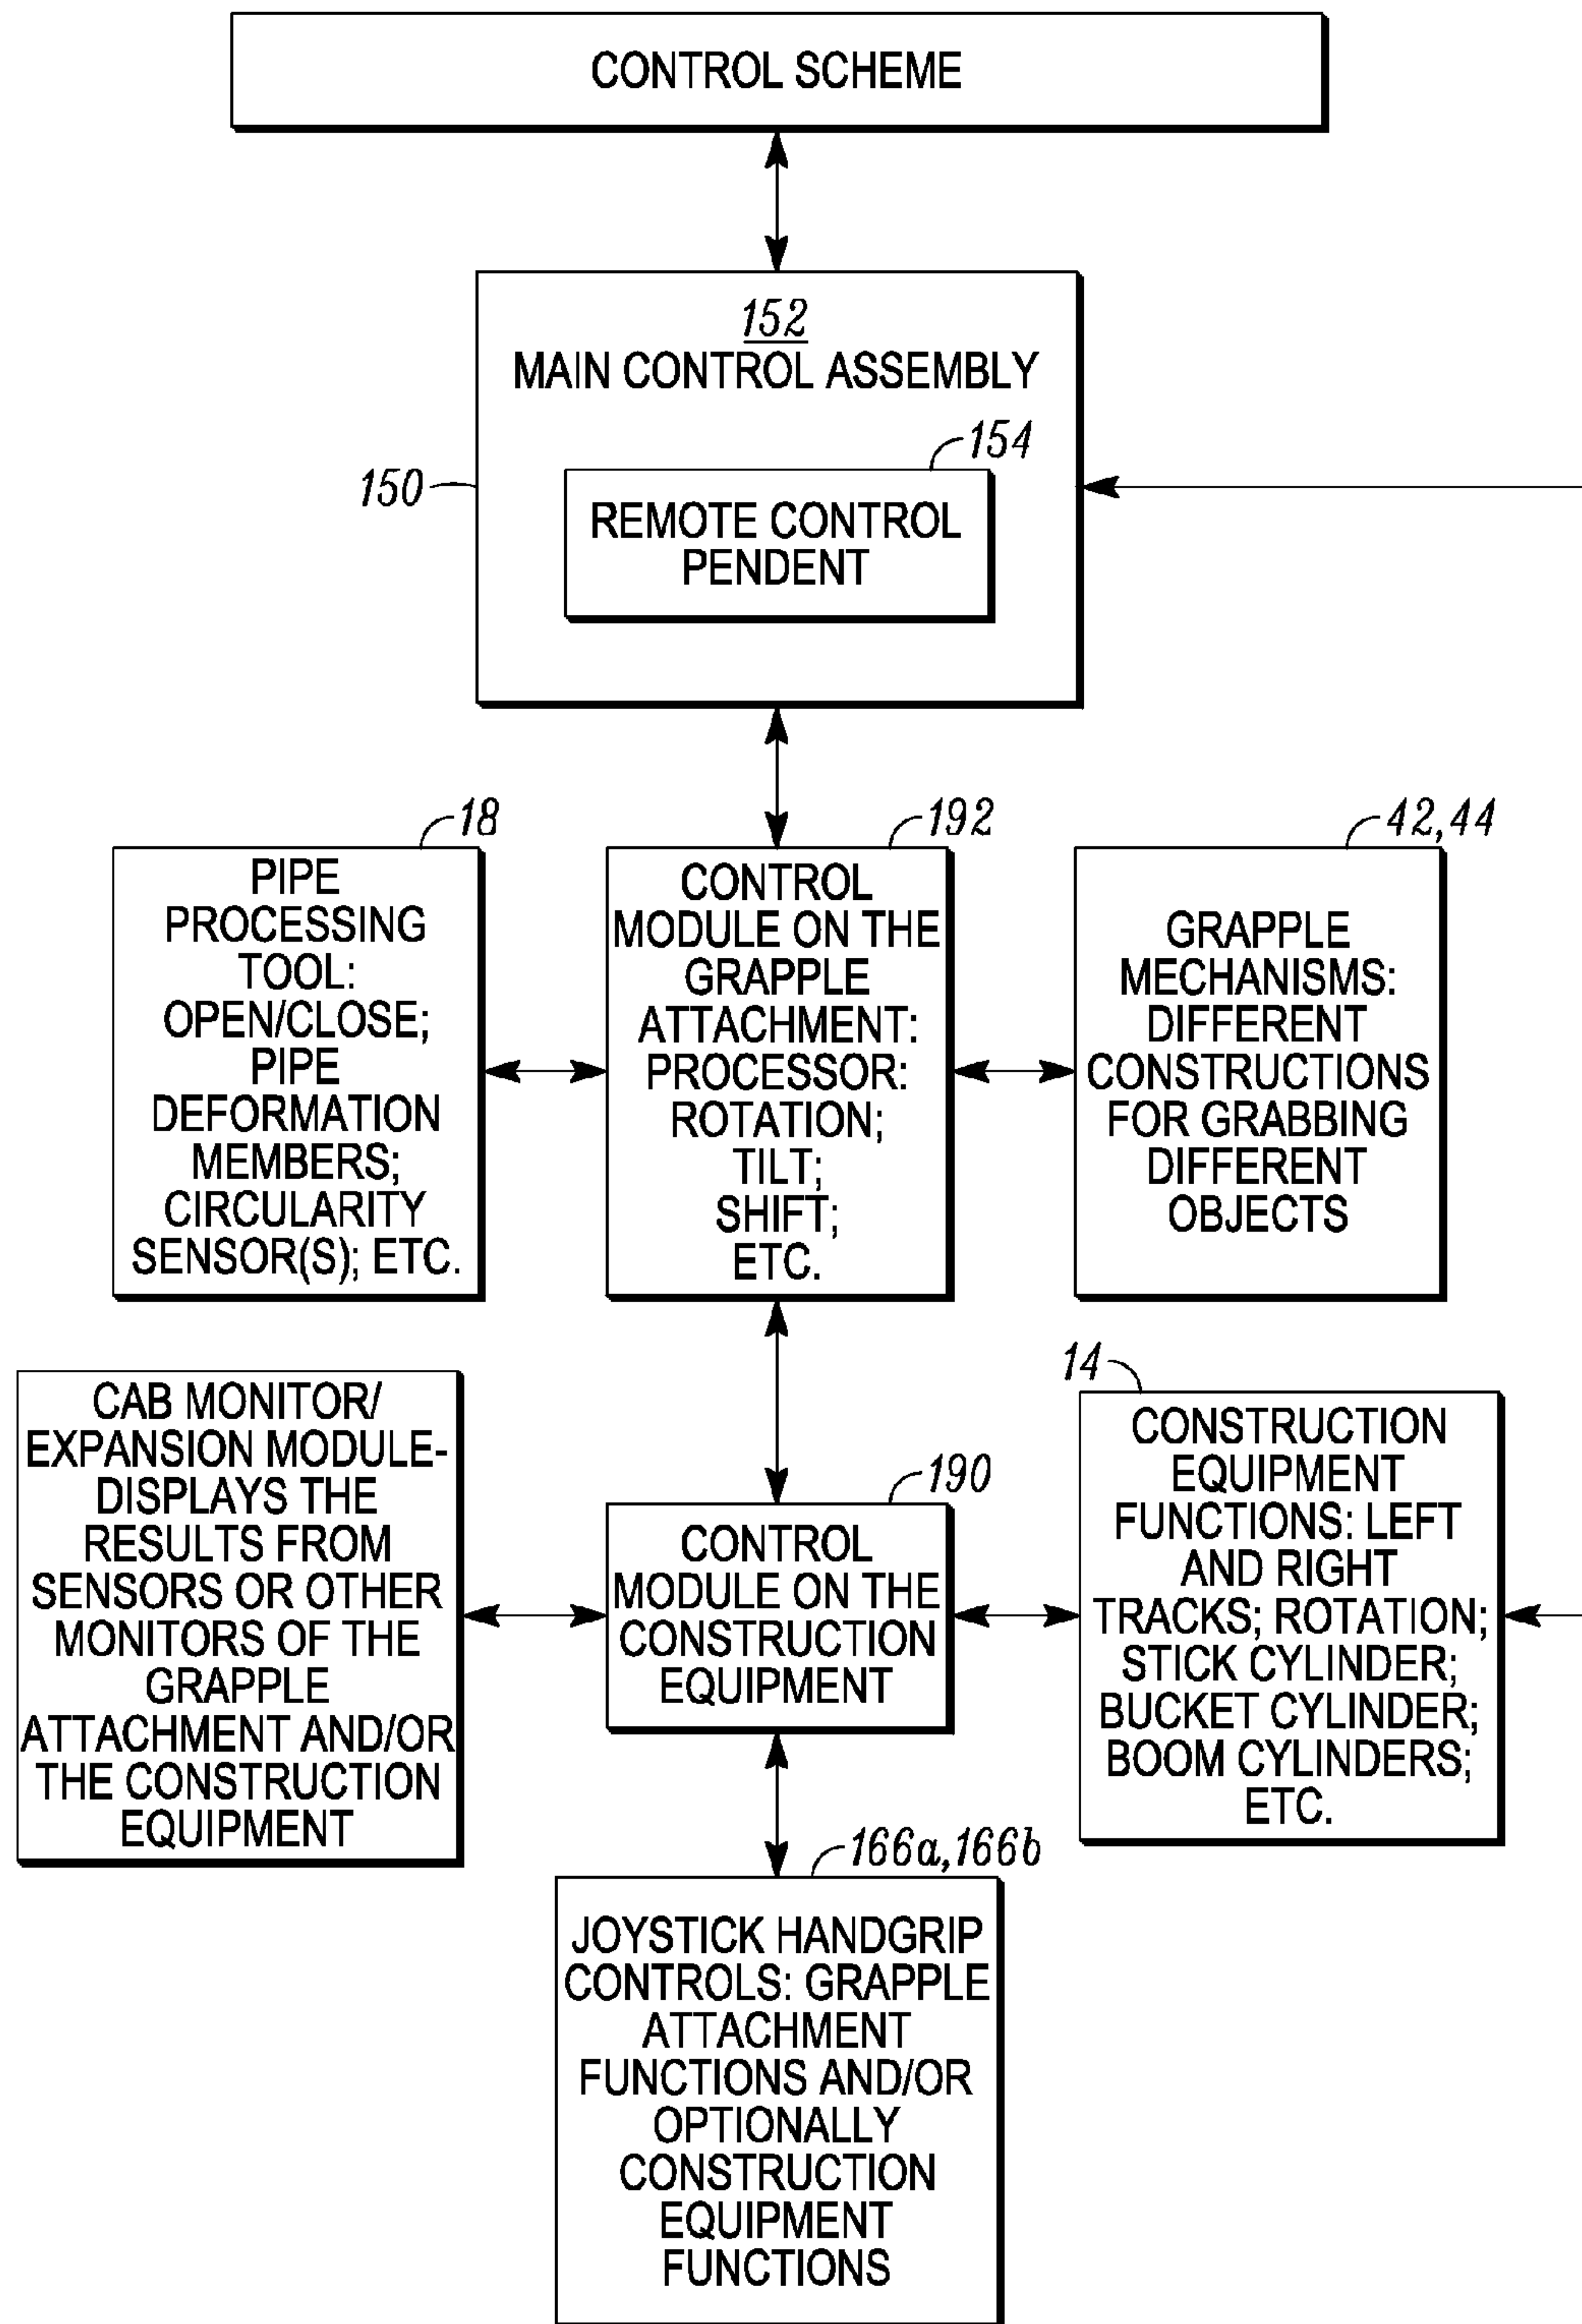 CONTROL SCHEME
152
MAIN CONTROL ASSEMBLY
154
150
REMOTE CONTROL
PENDENT
18
PIPE
PROCESSING
TOOL:
OPEN/CLOSE;
PIPE
DEFORMATION
MEMBERS;
CIRCULARITY
SENSOR(S); ETC.
192
CONTROL
MODULE ON THE
GRAPPLE
ATTACHMENT:
PROCESSOR:
ROTATION;
TILT;
SHIFT;
ETC.
42,44
GRAPPLE
MECHANISMS:
DIFFERENT
CONSTRUCTIONS
FOR GRABBING
DIFFERENT
OBJECTS
CAB MONITOR/
EXPANSION MODULE-
DISPLAYS THE
RESULTS FROM
SENSORS OR OTHER
MONITORS OF THE
GRAPPLE
ATTACHMENT AND/OR
THE CONSTRUCTION
EQUIPMENT
190
CONTROL
MODULE ON THE
CONSTRUCTION
EQUIPMENT
14
CONSTRUCTION
EQUIPMENT
FUNCTIONS: LEFT
AND RIGHT
TRACKS; ROTATION;
STICK CYLINDER;
BUCKET CYLINDER;
BOOM CYLINDERS;
ETC.
166a,166b
JOYSTICK HANDGRIP
CONTROLS: GRAPPLE
ATTACHMENT
FUNCTIONS AND/OR
OPTIONALLY
CONSTRUCTION
EQUIPMENT
FUNCTIONS